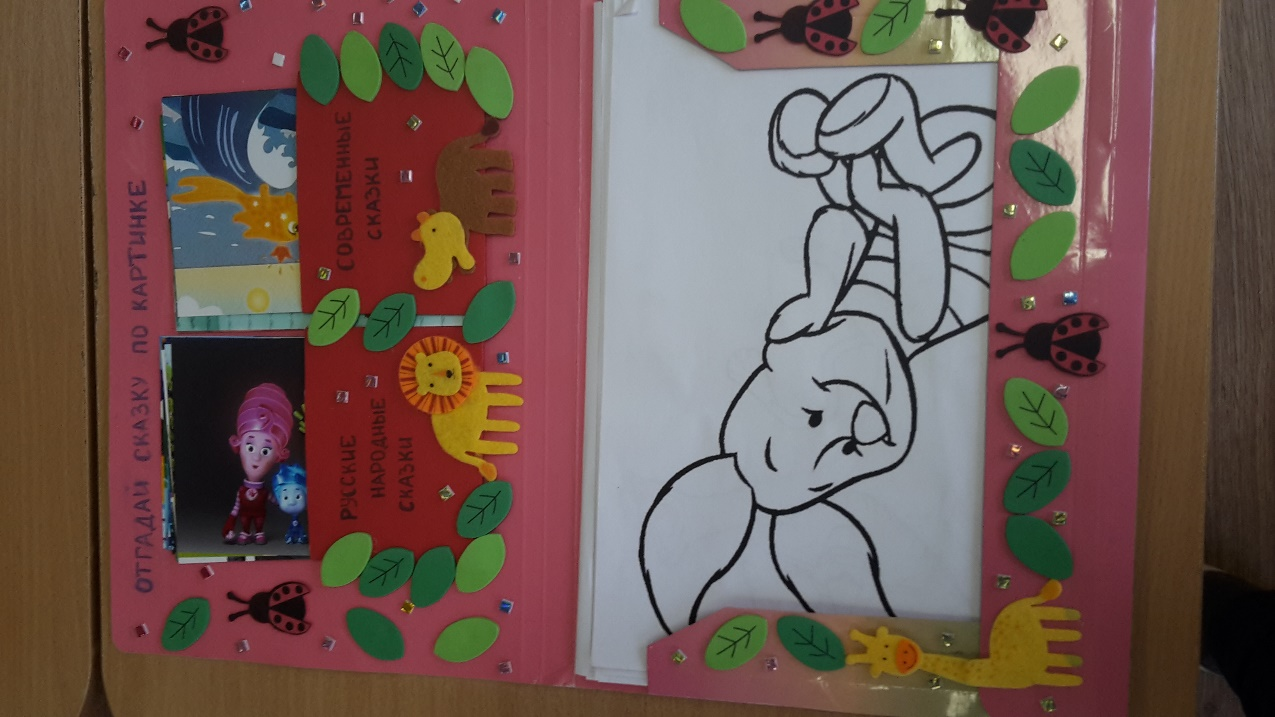 ОТГАДАЙ СКАЗКУ ПО КАРТИНКЕ
РУССКИЕ
НАРОДНЫЕ
СКАЗКИ
СОВРЕМЕННЫЕ
СКАЗКИ